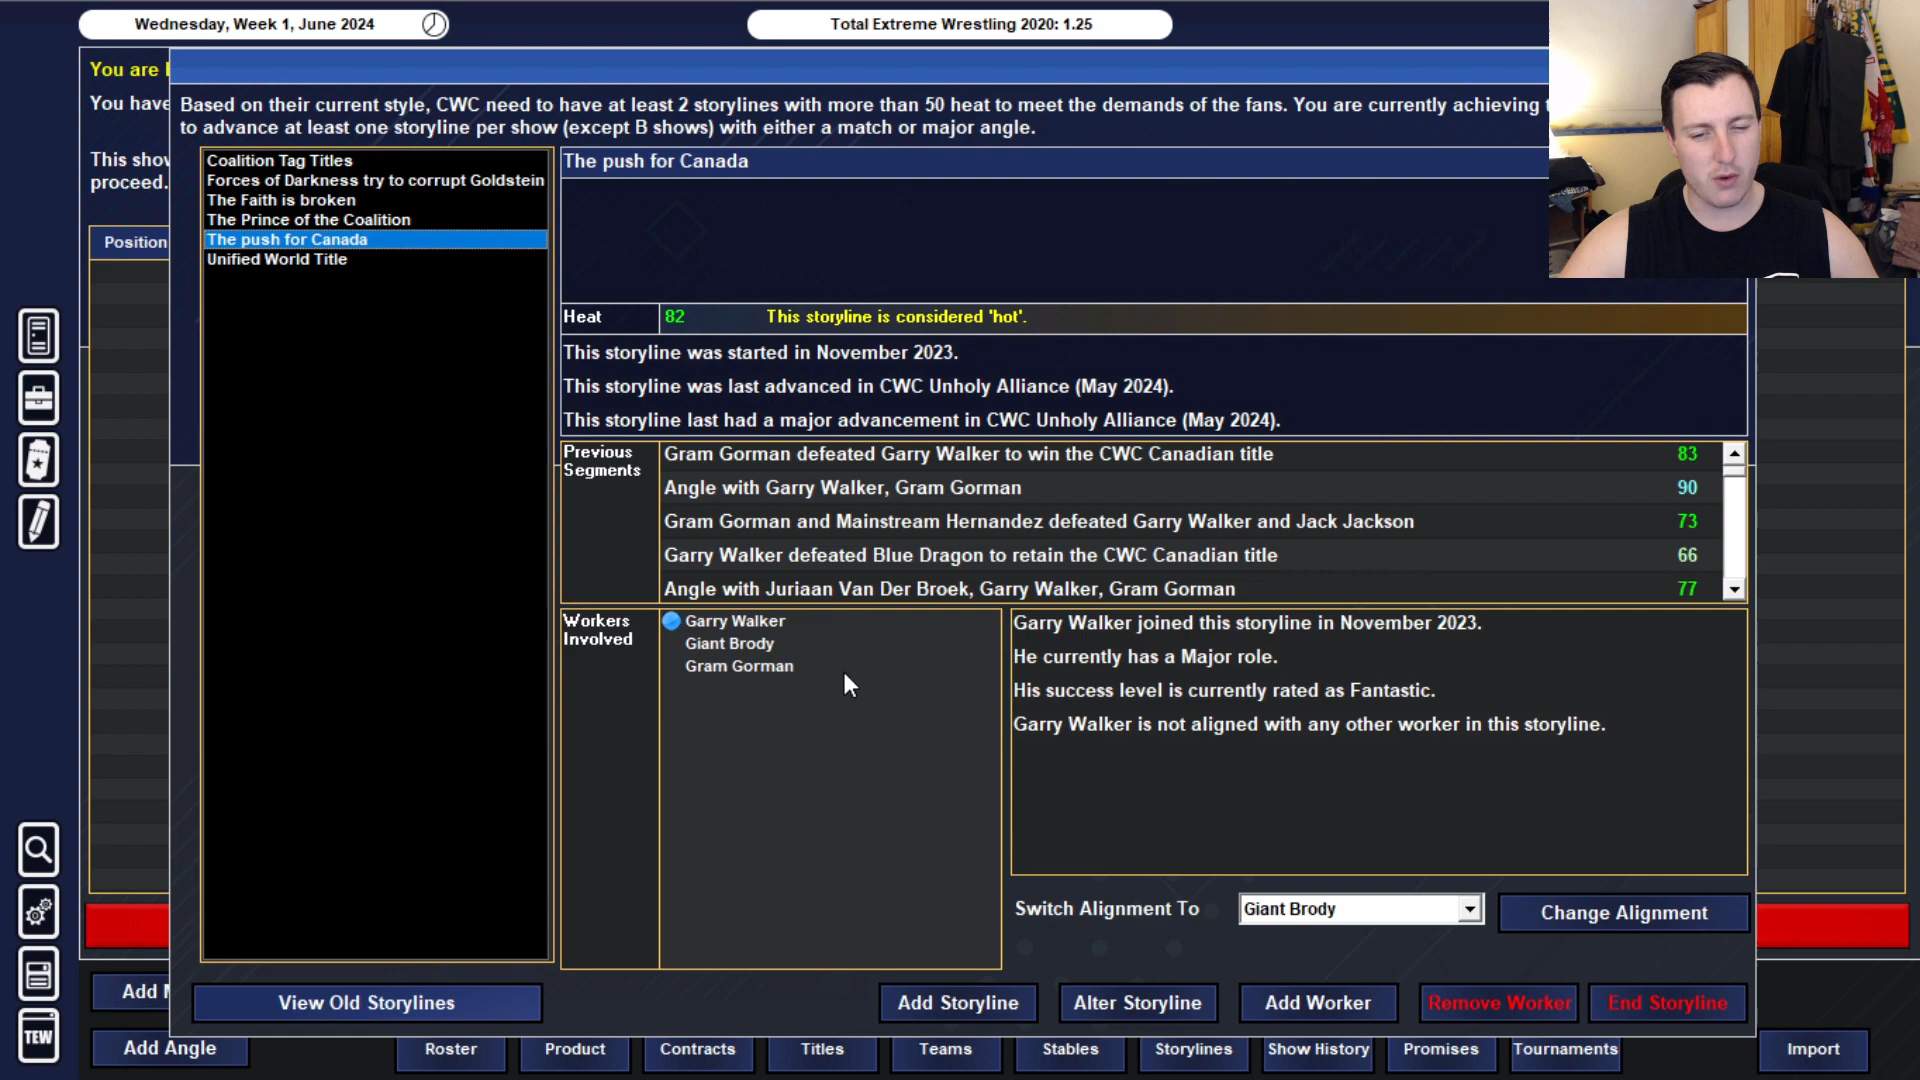 Wednesday, Week 1, June 2024
Total Extreme Wrestling 2020: 1.25
You are
You have
This show
proceed.
Position
Based on their current style, CWC need to have at least 2 storylines with more than 50 heat to meet the demands of the fans. You are currently achieving
to advance at least one storyline per show (except B shows) with either a match or major angle.
Coalition Tag Titles
Forces of Darkness try to corrupt Goldstein
The Faith is broken
The Prince of the Coalition
The push for Canada
Unified World Title
The push for Canada
Heat 82 This storyline is considered 'hot'.
This storyline was started in November 2023.
This storyline was last advanced in CWC Unholy Alliance (May 2024).
This storyline last had a major advancement in CWC Unholy Alliance (May 2024).
Previous
Segments
Gram Gorman defeated Garry Walker to win the CWC Canadian title 83
Angle with Garry Walker, Gram Gorman 90
Gram Gorman and Mainstream Hernandez defeated Garry Walker and Jack Jackson 73
Garry Walker defeated Blue Dragon to retain the CWC Canadian title 66
Angle with Juriaan Van Der Broek, Garry Walker, Gram Gorman 77
Workers
Involved
Garry Walker
Giant Brody
Gram Gorman
Garry Walker joined this storyline in November 2023.
He currently has a Major role.
His success level is currently rated as Fantastic.
Garry Walker is not aligned with any other worker in this storyline.
Switch Alignment To Giant Brody Change Alignment
View Old Storylines Add Storyline Alter Storyline Add Worker Remove Worker End Storyline
Add
Add Angle Roster Product Contracts Titles Teams Stables Storylines Show History Promises Tournaments Import
TEW